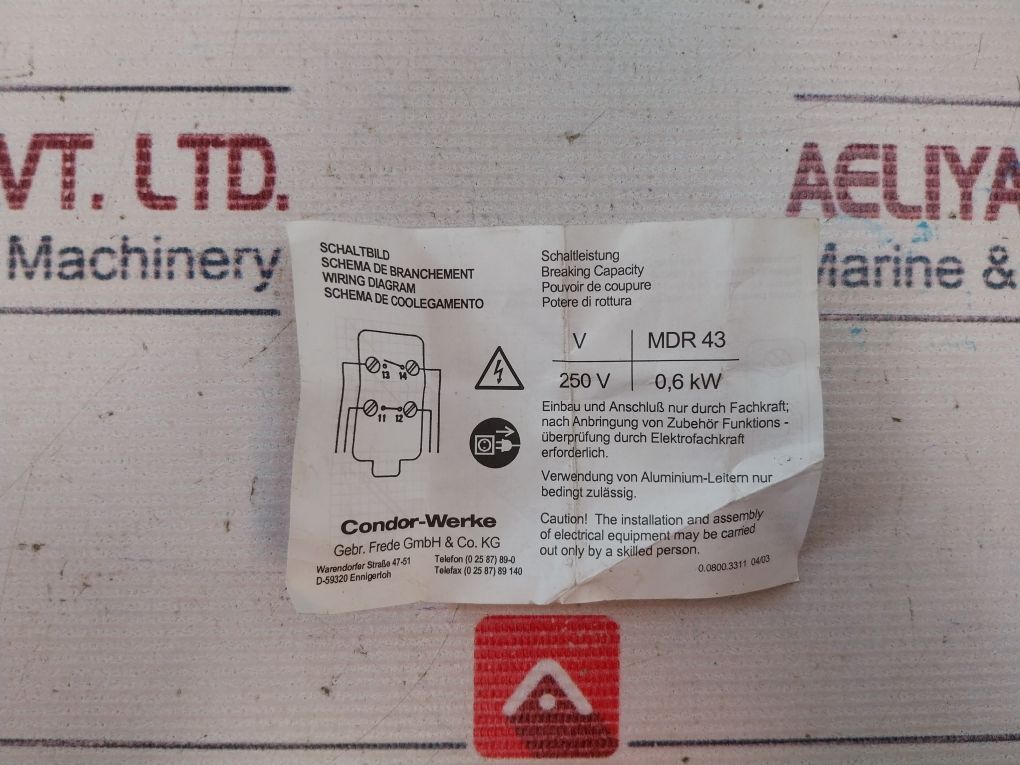 VT. LTD.
Machinery
AELIYA
Marine &
SCHALTBILD
SCHEMA DE BRANCHEMENT
WIRING DIAGRAM
SCHEMA DE COOLEGAMENTO
13 14
11 12
Condor-Werke
Gebr. Frede GmbH & Co. KG
Warendorfer Straße 47-51
D-59320 Ennigerloh
Telefon (0 25 87) 89-0
Telefax (0 25 87) 89 140
Schaltleistung
Breaking Capacity
Pouvoir de coupure
Potere di rottura
V MDR 43
250 V 0,6 kW
Einbau und Anschluß nur durch Fachkraft;
nach Anbringung von Zubehör Funktions -
überprüfung durch Elektrofachkraft
erforderlich.
Verwendung von Aluminium-Leitern nur
bedingt zulässig.
Caution! The installation and assembly
of electrical equipment may be carried
out only by a skilled person.
0.0800.3311 04/03